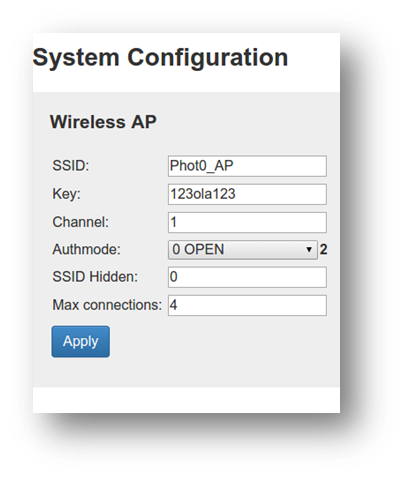 System Configuration
Wireless AP
SSID: Phot0_AP
Key: 123ola123
Channel: 1
Authmode: 0 OPEN 2
SSID Hidden: 0
Max connections: 4
Apply